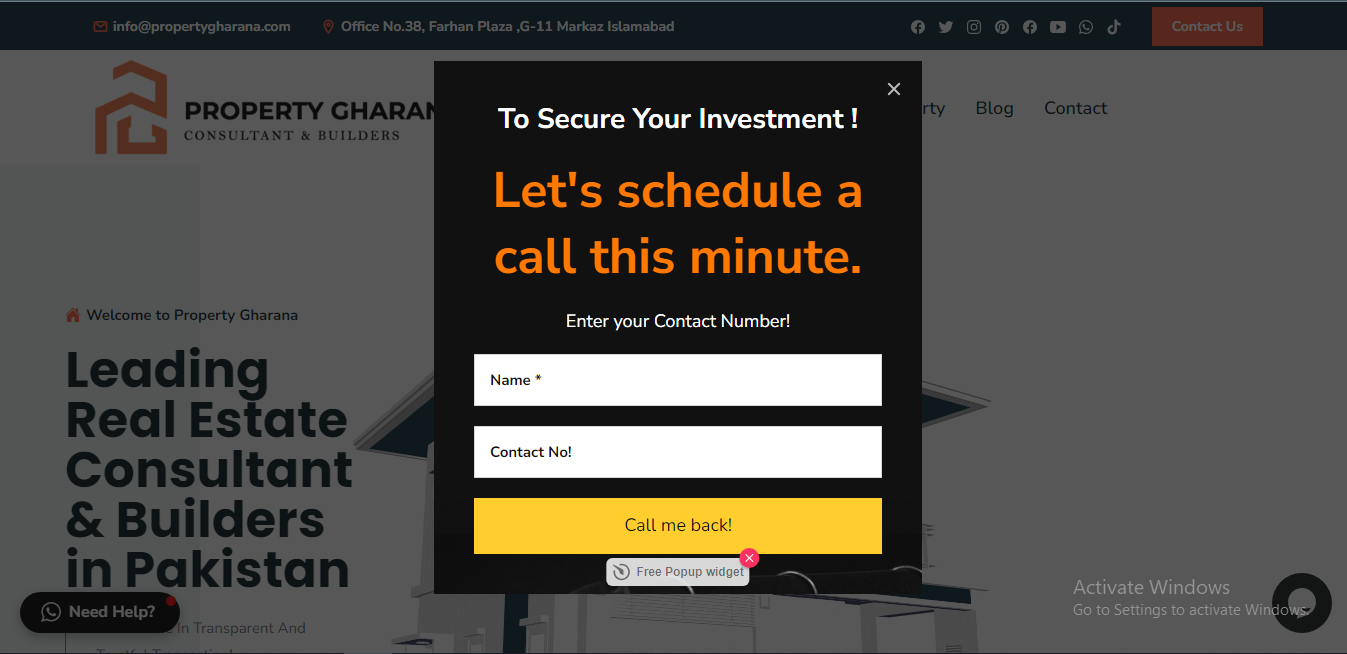 info@propertygharana.com
Office No.38, Farhan Plaza ,G-11 Markaz Islamabad
Contact Us
PROPERTY GHARAN
CONSULTANT & BUILDERS
rty
Blog
Contact
To Secure Your Investment !
Let's schedule a
call this minute.
Enter your Contact Number!
Name *
Contact No!
Call me back!
Free Popup widget
Welcome to Property Gharana
Leading
Real Estate
Consultant
& Builders
in Pakistan
Need Help?
In Transparent And
Activate Windows
Go to Settings to activate Windows.